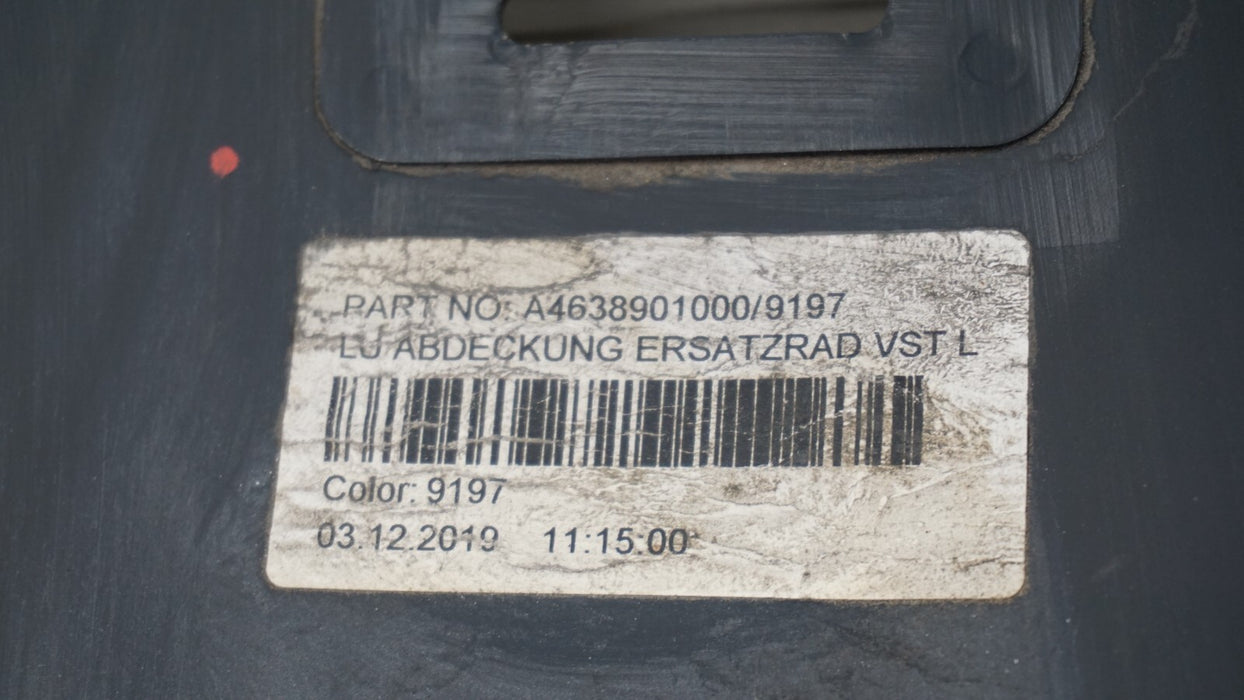 PART NO: A4638901000/9197
LU ABDECKUNG ERSATZRAD VST L
Color: 9197
03.12.2019 11:15:00